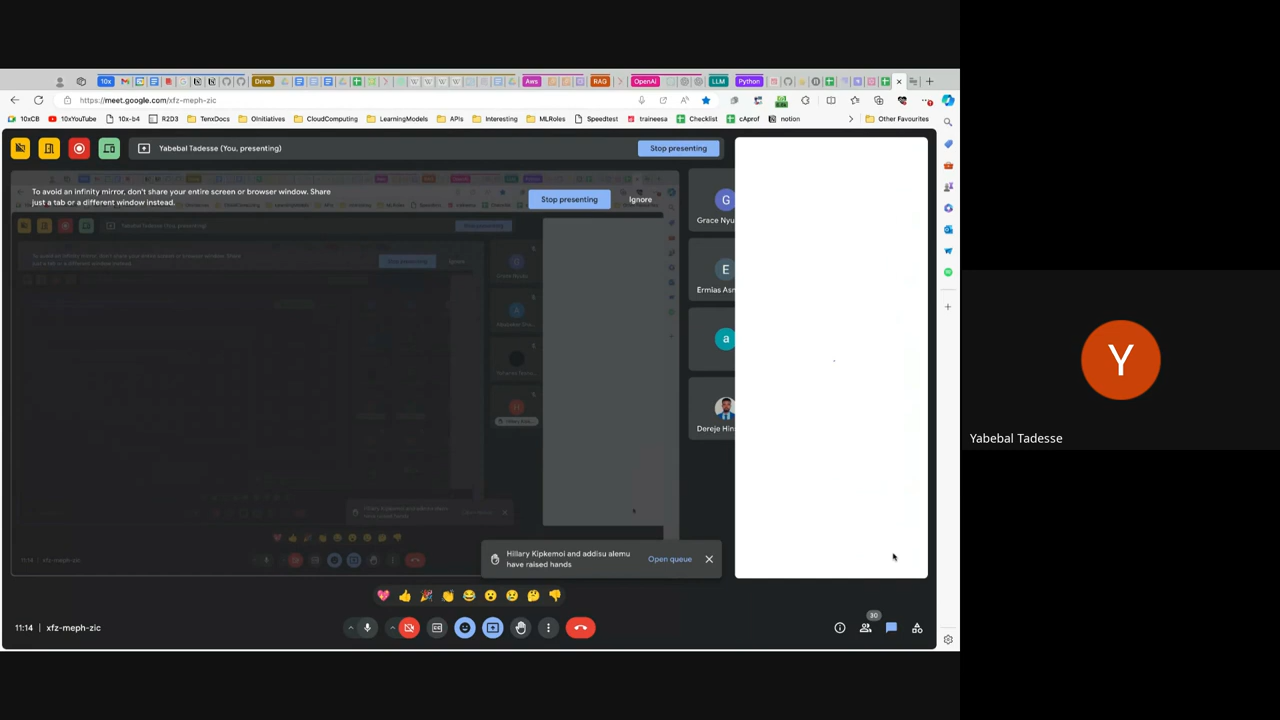 10x
Drive
Aws
RAG
OpenAI
LLM
Python
https://meet.google.com/xfz-meph-zic
10xCB
10xYouTube
10x-b4
R2D3
TenxDocs
OInitiatives
CloudComputing
LearningModels
APIs
Interesting
MLRoles
Speedtest
traineesa
Checklist
cAprof
notion
Other Favourites
Yabebal Tadesse (You, presenting)
Stop presenting
To avoid an infinity mirror, don't share your entire screen or browser window. Share
just a tab or a different window instead.
Stop presenting
Ignore
G
Grace Nyu
E
Ermias Asm
a
Dereje Hin
Hillary Kipkemoi and addisu alemu
have raised hands
Open queue
11:14 | xfz-meph-zic
30
Y
Yabebal Tadesse